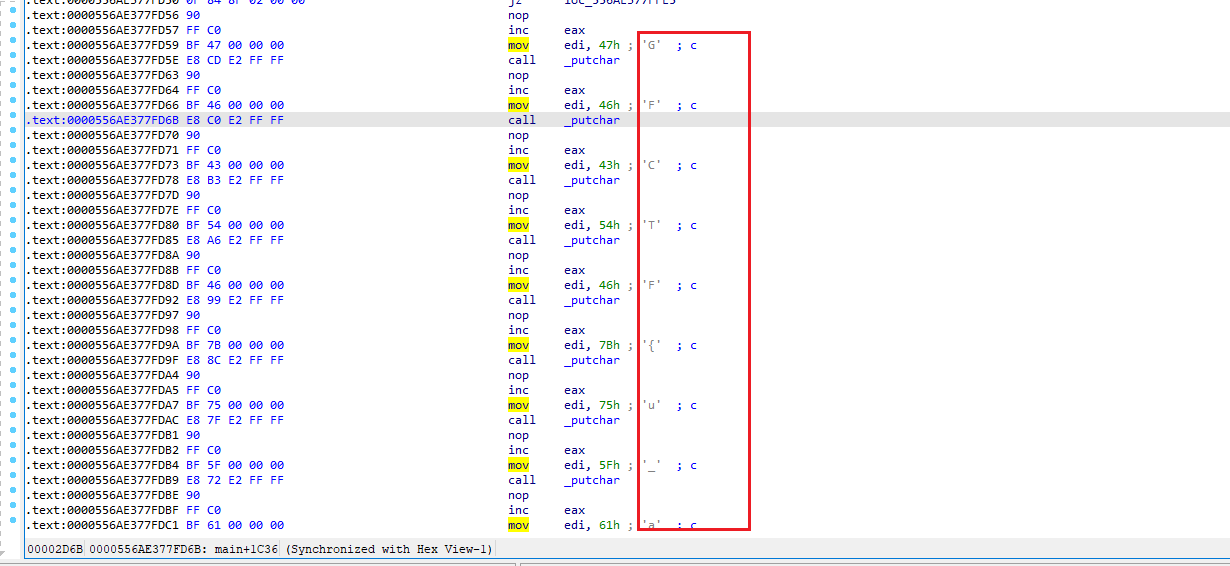 .text:0000556AE377FD50 0F 84 8F 02 00 00 jz loc_556AE377FFE5
.text:0000556AE377FD56 90 nop
.text:0000556AE377FD57 FF C0 inc eax
.text:0000556AE377FD59 BF 47 00 00 00 mov edi, 47h ; 'G' ; c
.text:0000556AE377FD5E E8 CD E2 FF FF call _putchar
.text:0000556AE377FD63 90 nop
.text:0000556AE377FD64 FF C0 inc eax
.text:0000556AE377FD66 BF 46 00 00 00 mov edi, 46h ; 'F' ; c
.text:0000556AE377FD6B E8 C0 E2 FF FF call _putchar
.text:0000556AE377FD70 90 nop
.text:0000556AE377FD71 FF C0 inc eax
.text:0000556AE377FD73 BF 43 00 00 00 mov edi, 43h ; 'C' ; c
.text:0000556AE377FD78 E8 B3 E2 FF FF call _putchar
.text:0000556AE377FD7D 90 nop
.text:0000556AE377FD7E FF C0 inc eax
.text:0000556AE377FD80 BF 54 00 00 00 mov edi, 54h ; 'T' ; c
.text:0000556AE377FD85 E8 A6 E2 FF FF call _putchar
.text:0000556AE377FD8A 90 nop
.text:0000556AE377FD8B FF C0 inc eax
.text:0000556AE377FD8D BF 46 00 00 00 mov edi, 46h ; 'F' ; c
.text:0000556AE377FD92 E8 99 E2 FF FF call _putchar
.text:0000556AE377FD97 90 nop
.text:0000556AE377FD98 FF C0 inc eax
.text:0000556AE377FD9A BF 7B 00 00 00 mov edi, 7Bh ; '{' ; c
.text:0000556AE377FD9F E8 8C E2 FF FF call _putchar
.text:0000556AE377FDA4 90 nop
.text:0000556AE377FDA5 FF C0 inc eax
.text:0000556AE377FDA7 BF 75 00 00 00 mov edi, 75h ; 'u' ; c
.text:0000556AE377FDAC E8 7F E2 FF FF call _putchar
.text:0000556AE377FDB1 90 nop
.text:0000556AE377FDB2 FF C0 inc eax
.text:0000556AE377FDB4 BF 5F 00 00 00 mov edi, 5Fh ; '_' ; c
.text:0000556AE377FDB9 E8 72 E2 FF FF call _putchar
.text:0000556AE377FDBE 90 nop
.text:0000556AE377FDBF FF C0 inc eax
.text:0000556AE377FDC1 BF 61 00 00 00 mov edi, 61h ; 'a' ; c
00002D6B 0000556AE377FD6B: main+1C36 (Synchronized with Hex View-1)